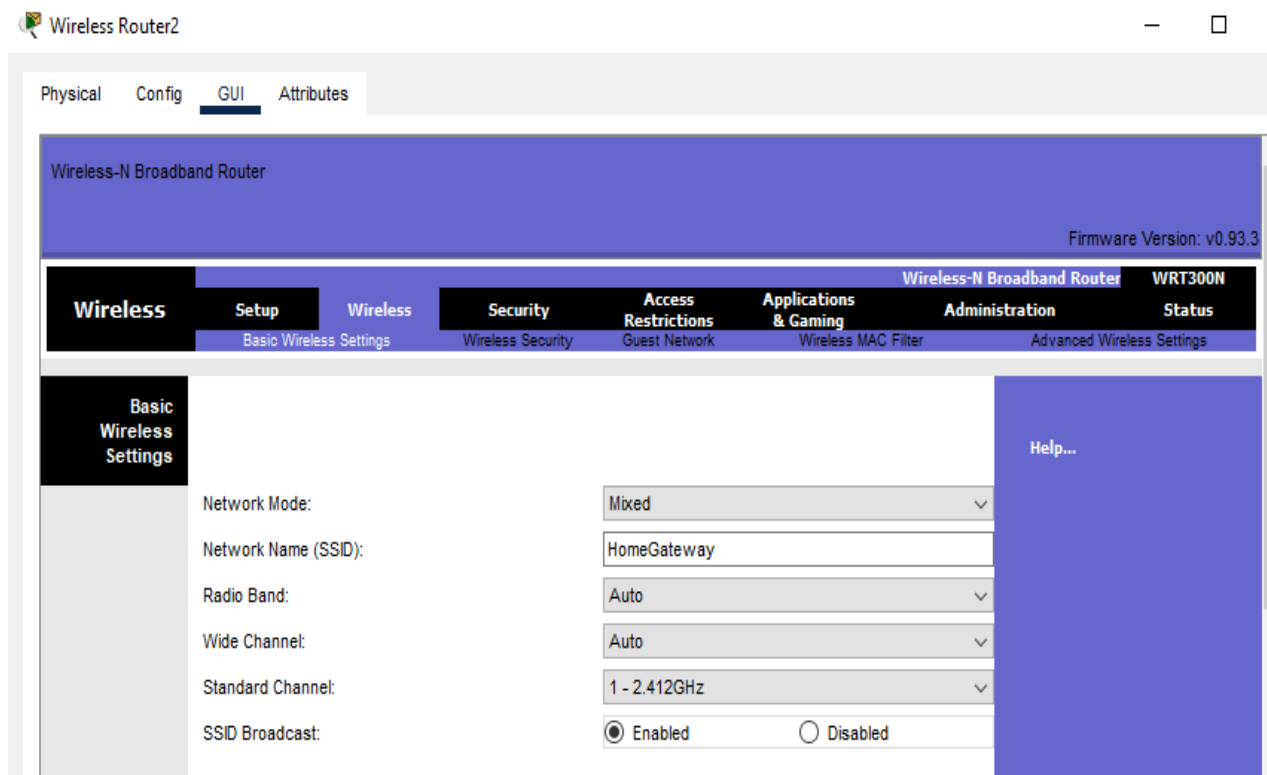 Wireless Router2
Physical Config GUI Attributes
Wireless-N Broadband Router
Firmware Version: v0.93.3
Wireless-N Broadband Router WRT300N
Wireless Setup Wireless Security Access Restrictions Applications & Gaming Administration Status
Basic Wireless Settings Wireless Security Guest Network Wireless MAC Filter Advanced Wireless Settings
Basic
Wireless
Settings
Help...
Network Mode: Mixed
Network Name (SSID): HomeGateway
Radio Band: Auto
Wide Channel: Auto
Standard Channel: 1 - 2.412GHz
SSID Broadcast: Enabled Disabled